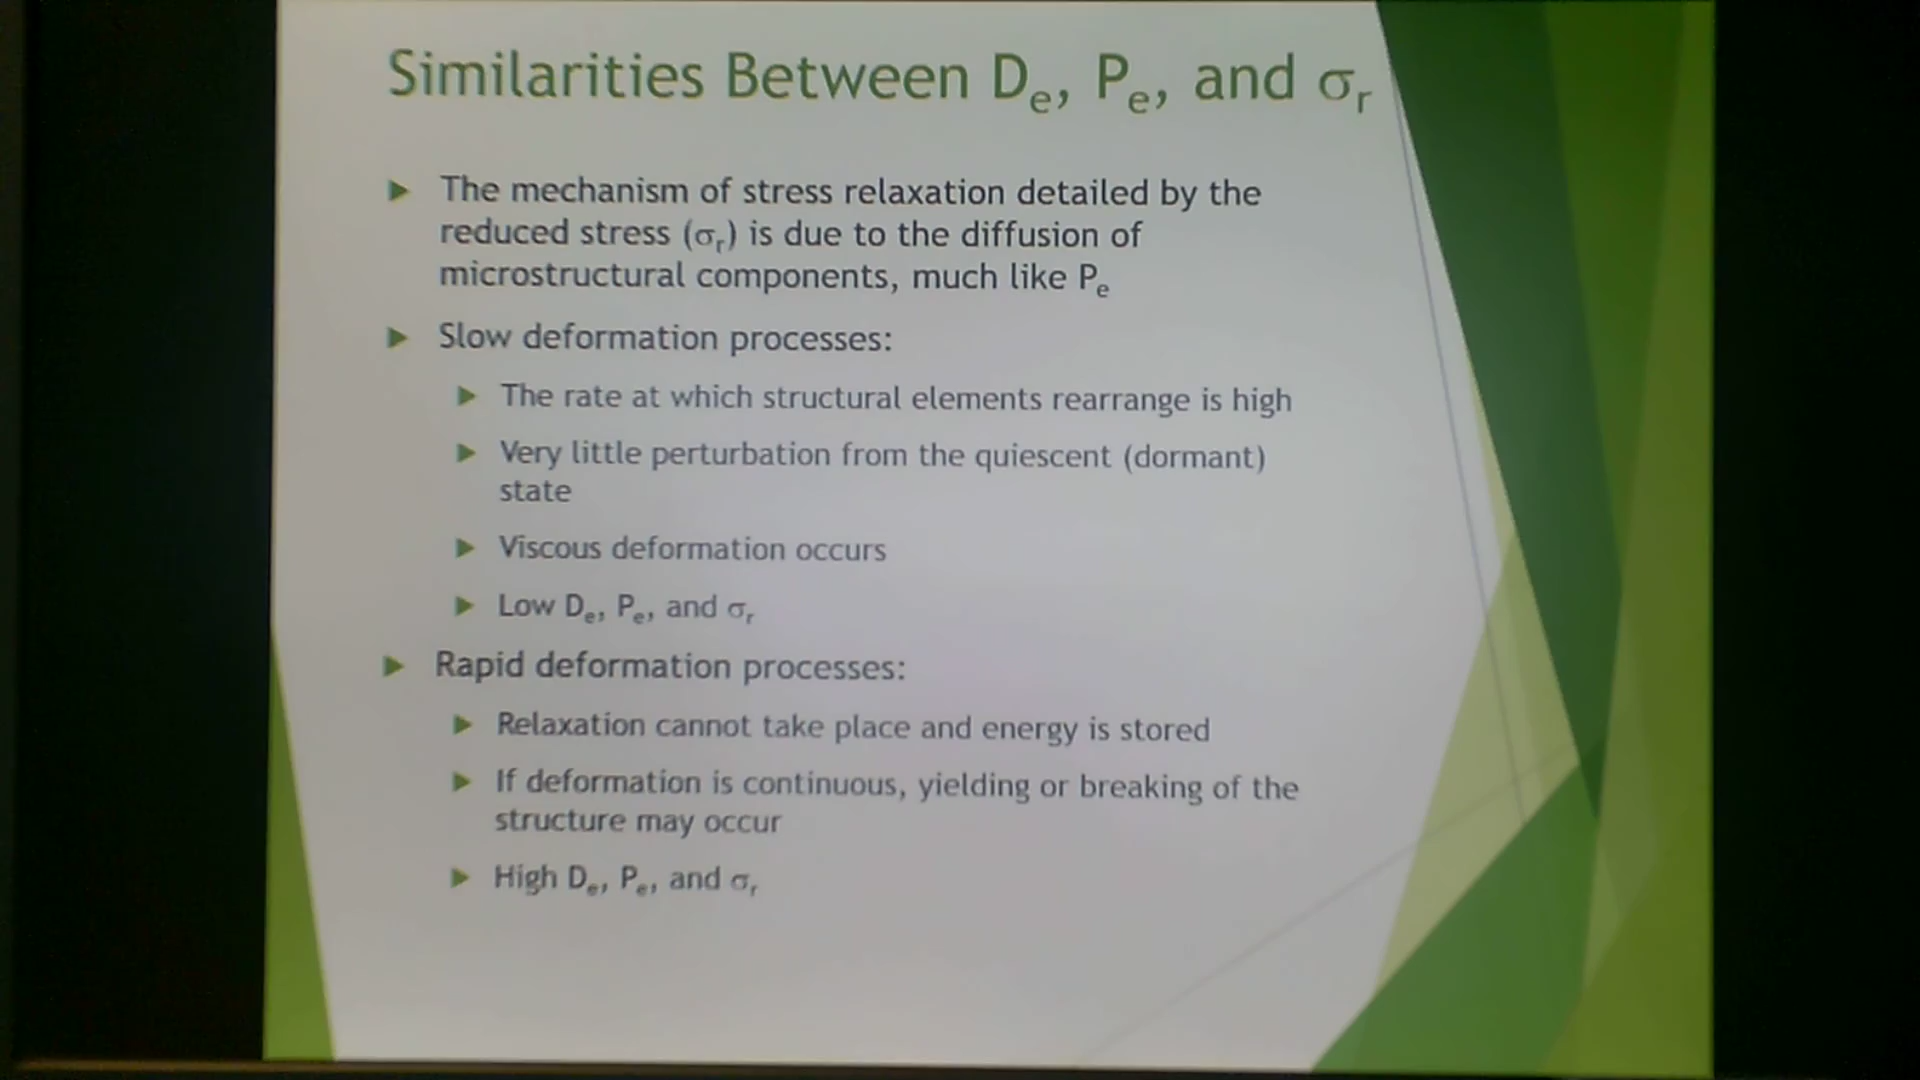 Similarities Between Dₑ, Pₑ, and σᵣ
▶ The mechanism of stress relaxation detailed by the
reduced stress (σᵣ) is due to the diffusion of
microstructural components, much like Pₑ
▶ Slow deformation processes:
▶ The rate at which structural elements rearrange is high
▶ Very little perturbation from the quiescent (dormant)
state
▶ Viscous deformation occurs
▶ Low Dₑ, Pₑ, and σᵣ
▶ Rapid deformation processes:
▶ Relaxation cannot take place and energy is stored
▶ If deformation is continuous, yielding or breaking of the
structure may occur
▶ High Dₑ, Pₑ, and σᵣ